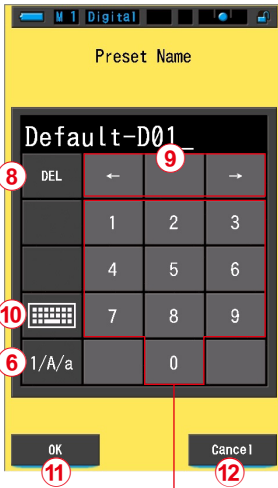 M 1 Digital
Preset Name
Default-D01_
8 DEL ← 9 →
1 2 3
4 5 6
10 7 8 9
6 1/A/a 0
OK Cancel
11 12